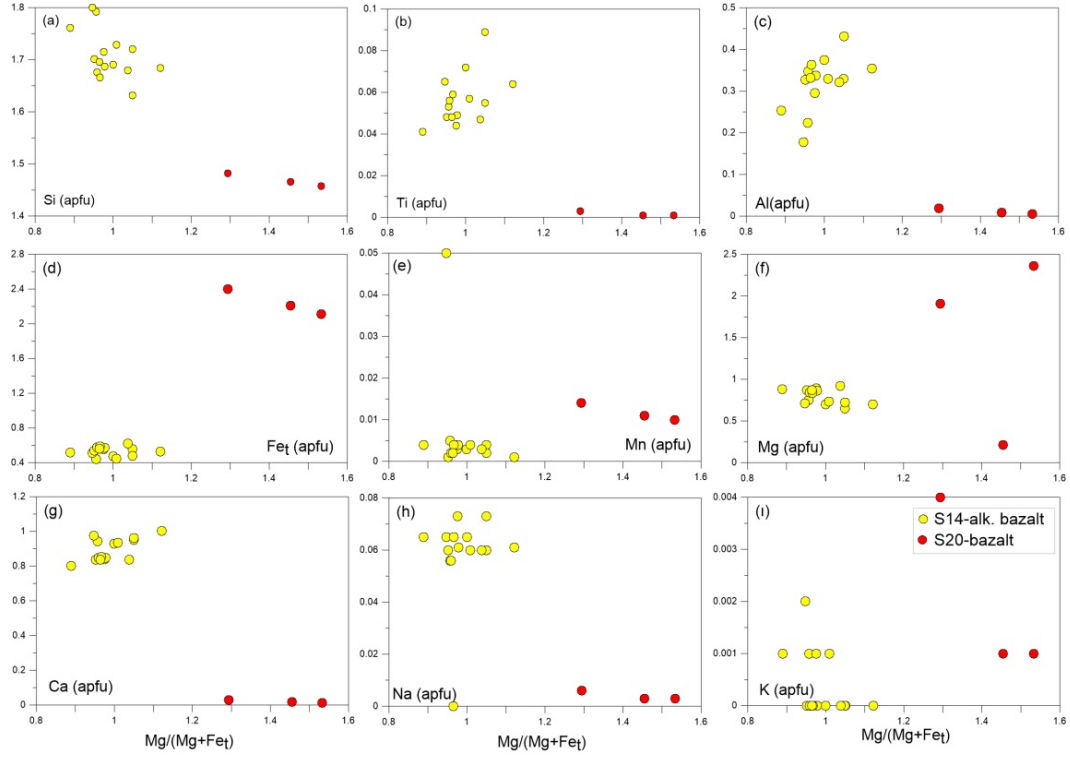 (a)
1.8
1.7
1.6
1.5
1.4
Si (apfu)
0.8 1 1.2 1.4 1.6
(b)
0.1
0.08
0.06
0.04
0.02
0
Ti (apfu)
0.8 1 1.2 1.4 1.6
(c)
0.5
0.4
0.3
0.2
0.1
0
Al(apfu)
0.8 1 1.2 1.4 1.6
(d)
2.8
2.4
2
1.6
1.2
0.8
0.4
Fet (apfu)
0.8 1 1.2 1.4 1.6
(e)
0.05
0.04
0.03
0.02
0.01
0
Mn (apfu)
0.8 1 1.2 1.4 1.6
(f)
2.5
2
1.5
1
0.5
0
Mg (apfu)
0.8 1 1.2 1.4 1.6
(g)
1.2
1
0.8
0.6
0.4
0.2
0
Ca (apfu)
0.8 1 1.2 1.4 1.6
Mg/(Mg+Fet)
(h)
0.08
0.06
0.04
0.02
0
Na (apfu)
0.8 1 1.2 1.4 1.6
Mg/(Mg+Fet)
(ı)
0.004
0.003
0.002
0.001
0
S14-alk. bazalt
S20-bazalt
K (apfu)
0.8 1 1.2 1.4 1.6
Mg/(Mg+Fet)